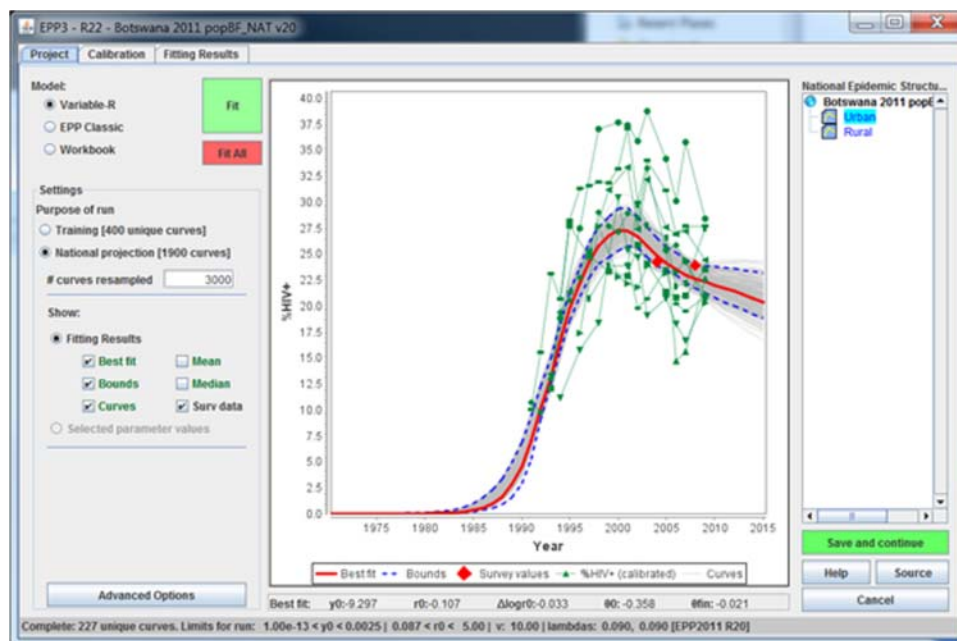 EPP3 - R22 - Botswana 2011 popBF_NAT v20
Project Calibration Fitting Results
Model:
Variable-R
EPP Classic
Workbook
Fit
Fit All
Settings
Purpose of run
Training [400 unique curves]
National projection [1900 curves]
# curves resampled 3000
Show:
Fitting Results
Best fit Mean
Bounds Median
Curves Surv data
Selected parameter values
Advanced Options
%HIV+
40.0
37.5
35.0
32.5
30.0
27.5
25.0
22.5
20.0
17.5
15.0
12.5
10.0
7.5
5.0
2.5
0.0
1975 1980 1985 1990 1995 2000 2005 2010 2015
Year
Best fit Bounds Survey values %HIV+ (calibrated) Curves
Best fit: y0:-9.297 r0:-0.107 Δlogr0:-0.033 θ0: -0.358 θfin: -0.021
National Epidemic Structu...
Botswana 2011 popE
Urban
Rural
Save and continue
Help Source
Cancel
Complete: 227 unique curves. Limits for run: 1.00e-13 < y0 < 0.0025 | 0.087 < r0 < 5.00 | v: 10.00 | lambdas: 0.090, 0.090 [EPP2011 R20]